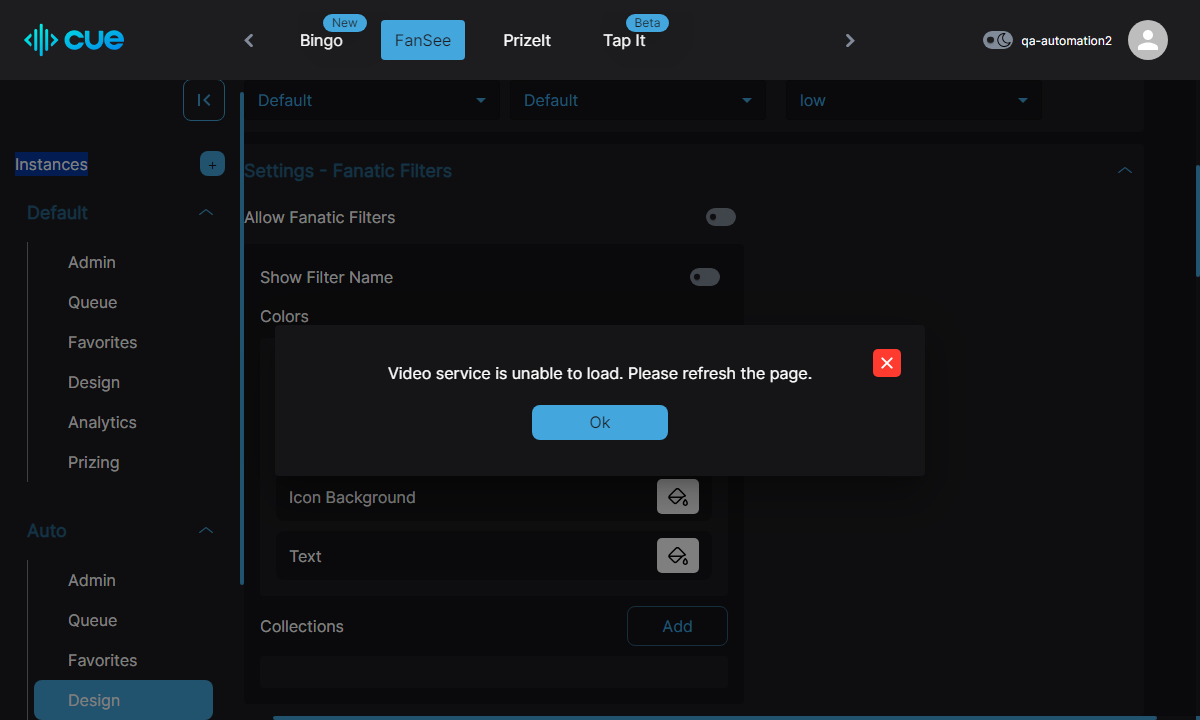 cue
New
Bingo
FanSee
PrizeIt
Beta
Tap It
qa-automation2
Default
Default
low
Instances
+
Settings - Fanatic Filters
Default
Allow Fanatic Filters
Admin
Show Filter Name
Queue
Colors
Favorites
Video service is unable to load. Please refresh the page.
Design
Ok
Analytics
Prizing
Icon Background
Auto
Text
Admin
Queue
Collections
Add
Favorites
Design